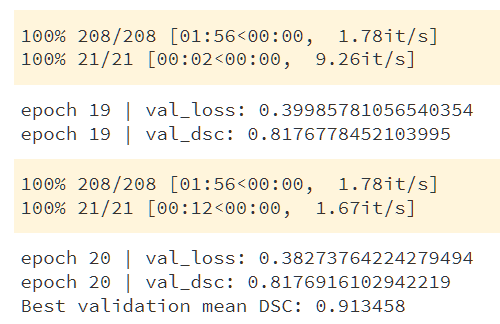 100% 208/208 [01:56<00:00,  1.78it/s]
100% 21/21 [00:02<00:00,  9.26it/s]
epoch 19 | val_loss: 0.39985781056540354
epoch 19 | val_dsc: 0.8176778452103995
100% 208/208 [01:56<00:00,  1.78it/s]
100% 21/21 [00:12<00:00,  1.67it/s]
epoch 20 | val_loss: 0.38273764224279494
epoch 20 | val_dsc: 0.8176916102942219
Best validation mean DSC: 0.913458